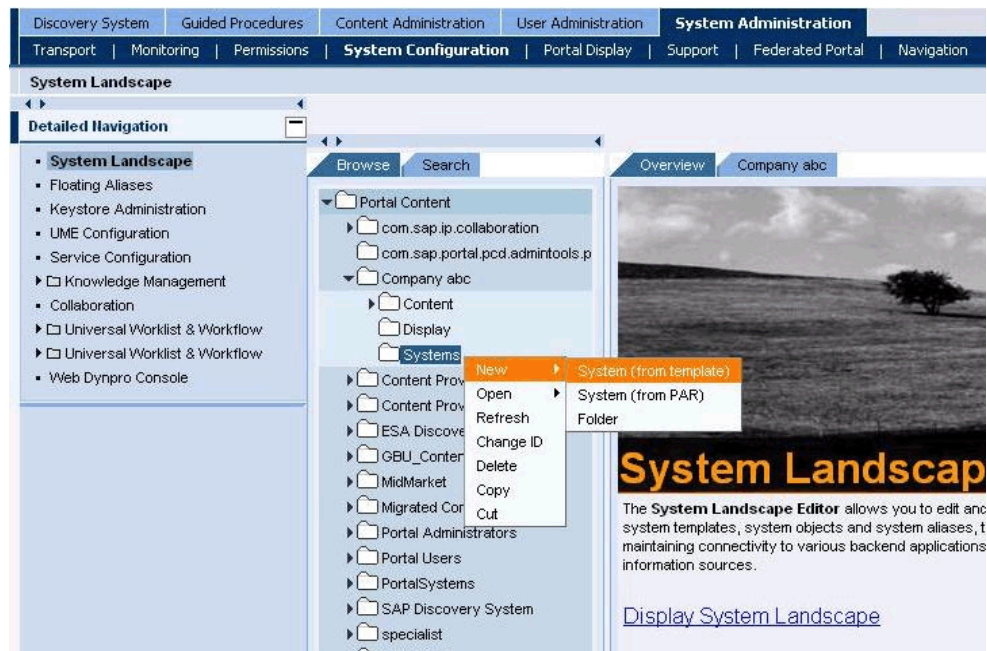 Discovery System Guided Procedures Content Administration User Administration System Administration
Transport | Monitoring | Permissions | System Configuration | Portal Display | Support | Federated Portal | Navigation
System Landscape
Detailed Navigation
System Landscape
Floating Aliases
Keystore Administration
UME Configuration
Service Configuration
Knowledge Management
Collaboration
Universal Worklist & Workflow
Universal Worklist & Workflow
Web Dynpro Console
Browse Search
Portal Content
com.sap.ip.collaboration
com.sap.portal.pcd.admintools.p
Company abc
Content
Display
Systems
Content Prov
Content Prov
ESA Discove
GBU_Conter
MidMarket
Migrated Cor
Portal Administrators
Portal Users
PortalSystems
SAP Discovery System
specialist
New
Open
Refresh
Change ID
Delete
Copy
Cut
System (from template)
System (from PAR)
Folder
Overview Company abc
System Landscap
The System Landscape Editor allows you to edit and
system templates, system objects and system aliases, t
maintaining connectivity to various backend applications
information sources.
Display System Landscape